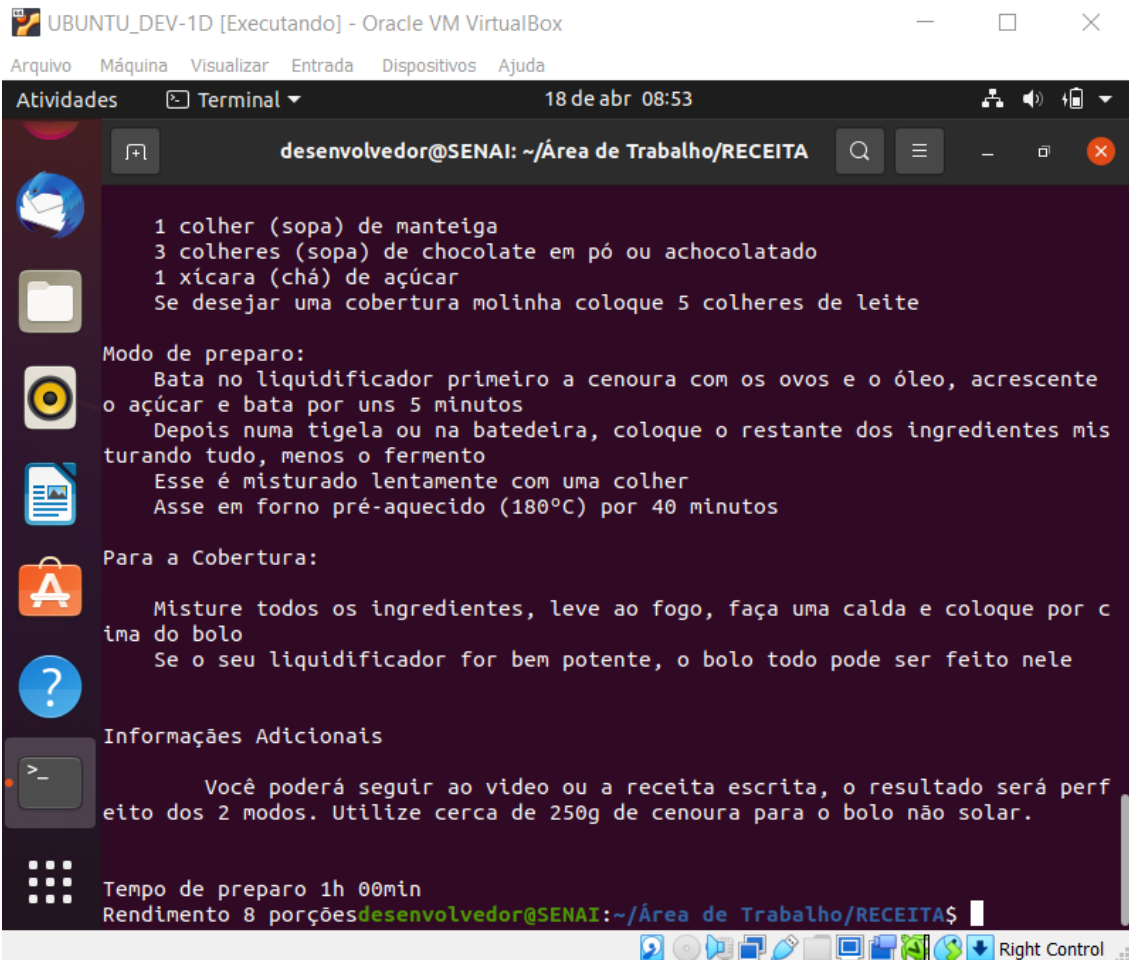 UBUNTU_DEV-1D [Executando] - Oracle VM VirtualBox
Arquivo Máquina Visualizar Entrada Dispositivos Ajuda
Atividades Terminal 18 de abr 08:53
desenvolvedor@SENAI: ~/Área de Trabalho/RECEITA
1 colher (sopa) de manteiga
3 colheres (sopa) de chocolate em pó ou achocolatado
1 xícara (chá) de açúcar
Se desejar uma cobertura molinha coloque 5 colheres de leite
Modo de preparo:
Bata no liquidificador primeiro a cenoura com os ovos e o óleo, acrescente
o açúcar e bata por uns 5 minutos
Depois numa tigela ou na batedeira, coloque o restante dos ingredientes mis
turando tudo, menos o fermento
Esse é misturado lentamente com uma colher
Asse em forno pré-aquecido (180ºC) por 40 minutos
Para a Cobertura:
Misture todos os ingredientes, leve ao fogo, faça uma calda e coloque por c
ima do bolo
Se o seu liquidificador for bem potente, o bolo todo pode ser feito nele
Informações Adicionais
Você poderá seguir ao video ou a receita escrita, o resultado será perf
eito dos 2 modos. Utilize cerca de 250g de cenoura para o bolo não solar.
Tempo de preparo 1h 00min
Rendimento 8 porçõesdesenvolvedor@SENAI:~/Área de Trabalho/RECEITA$
Right Control